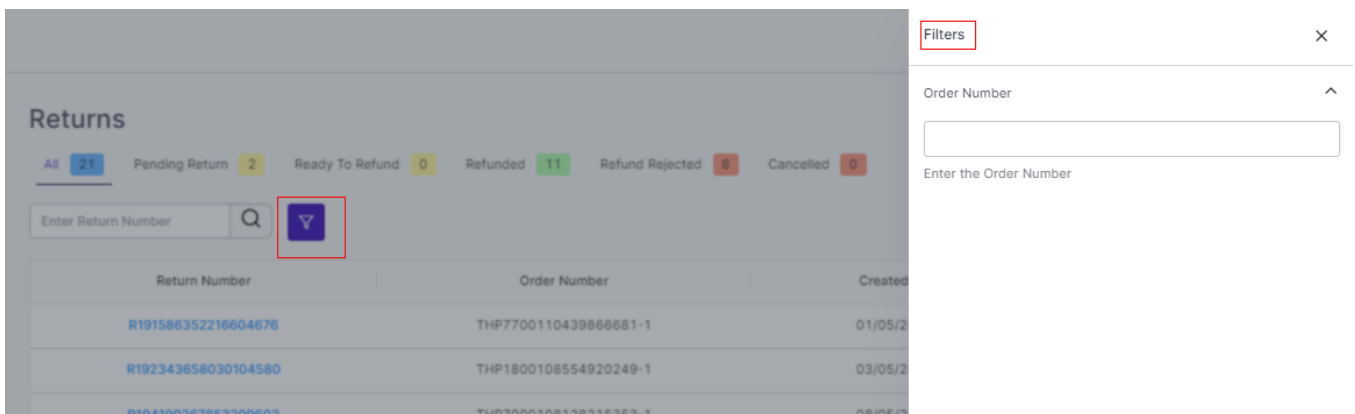 Filters
Order Number
Enter the Order Number
Returns
All 21 Pending Return 2 Ready To Refund 0 Refunded 11 Refund Rejected 8 Cancelled 0
Enter Return Number
Return Number Order Number Created
R191586352216604676 THP7700110439866681-1 01/05/2
R192343658030104580 THP1800108554920249-1 03/05/2